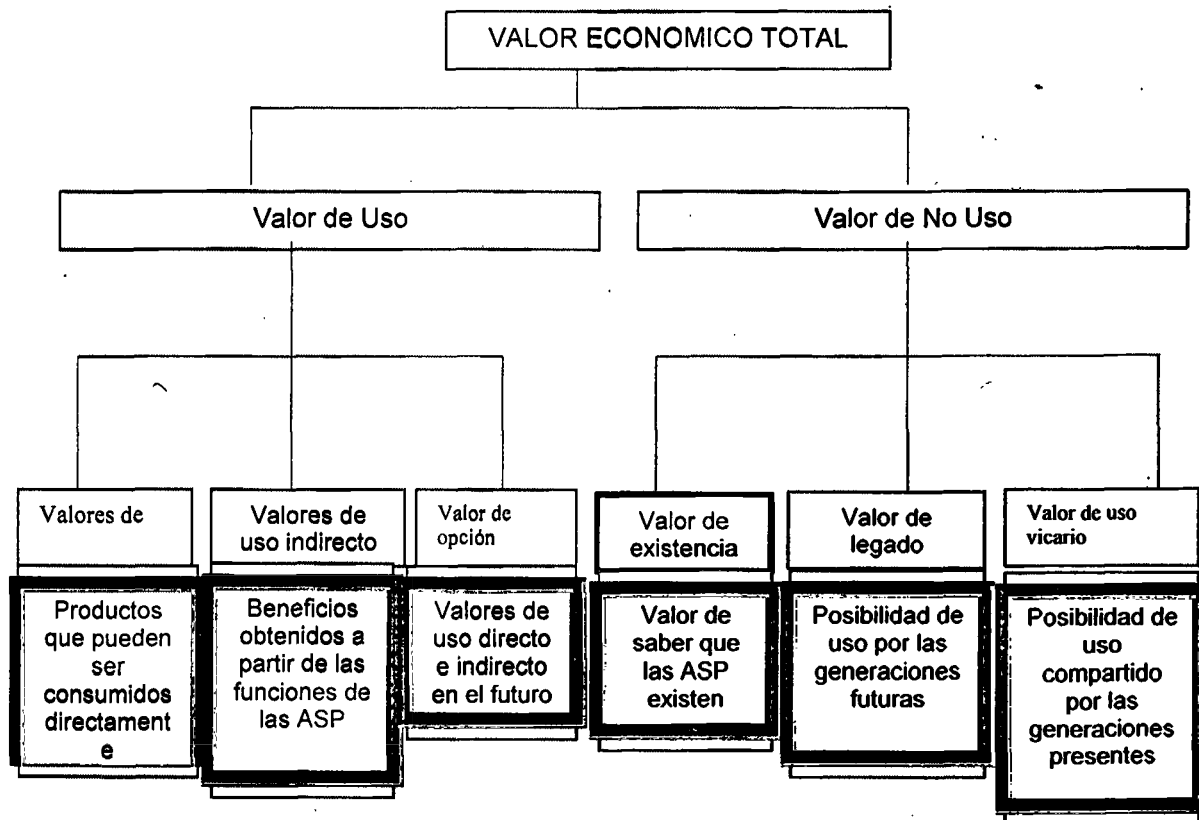 VALOR ECONOMICO TOTAL
Valor de Uso
Valor de No Uso
Valores de
Productos
que pueden
ser
consumidos
directament
e
Valores de
uso indirecto
Beneficios
obtenidos a
partir de las
funciones de
las ASP
Valor de
opción
Valores de
uso directo
e indirecto
en el futuro
Valor de
existencia
Valor de
saber que
las ASP
existen
Valor de
legado
Posibilidad de
uso por las
generaciones
futuras
Valor de uso
vicario
Posibilidad de
uso
compartido
por las
generaciones
presentes